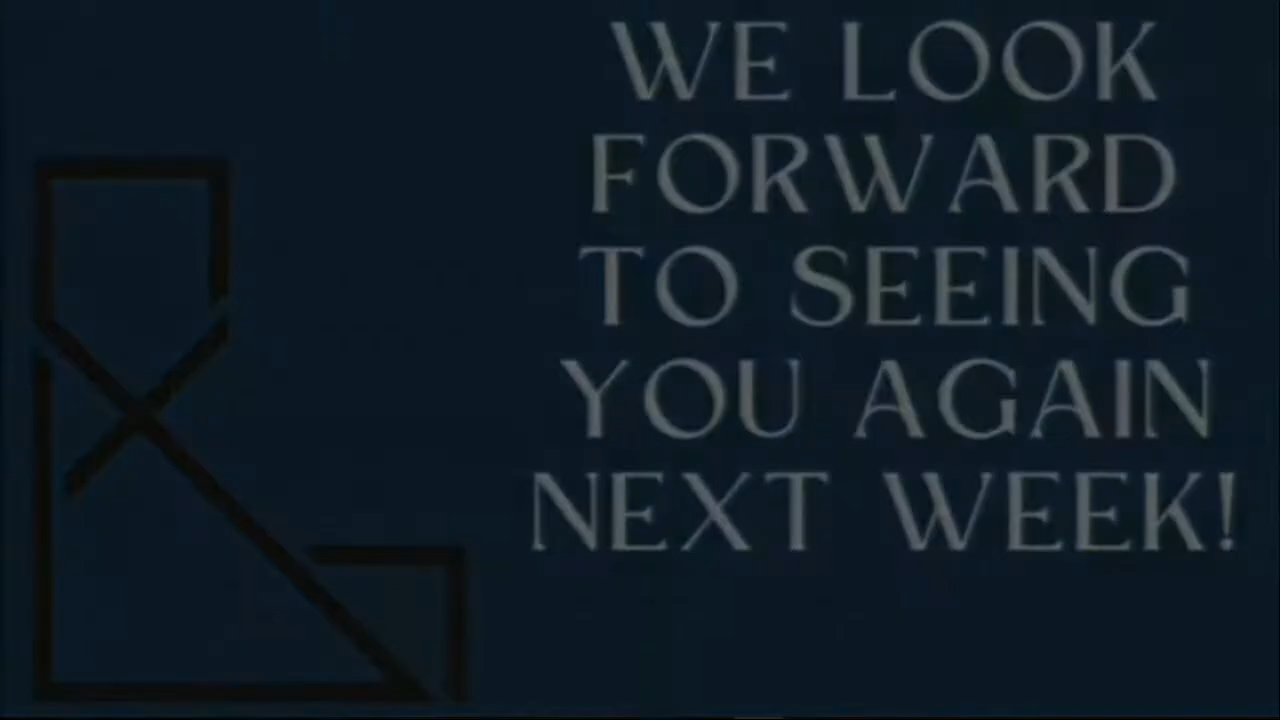 WE LOOK
FORWARD
TO SEEING
YOU AGAIN
NEXT WEEK!